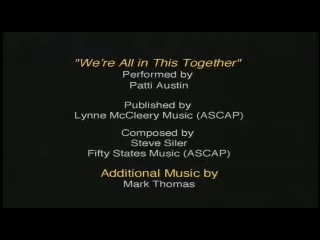 "We're All in This Together"
Performed by
Patti Austin
Published by
Lynne McCleery Music (ASCAP)
Composed by
Steve Siler
Fifty States Music (ASCAP)
Additional Music by
Mark Thomas